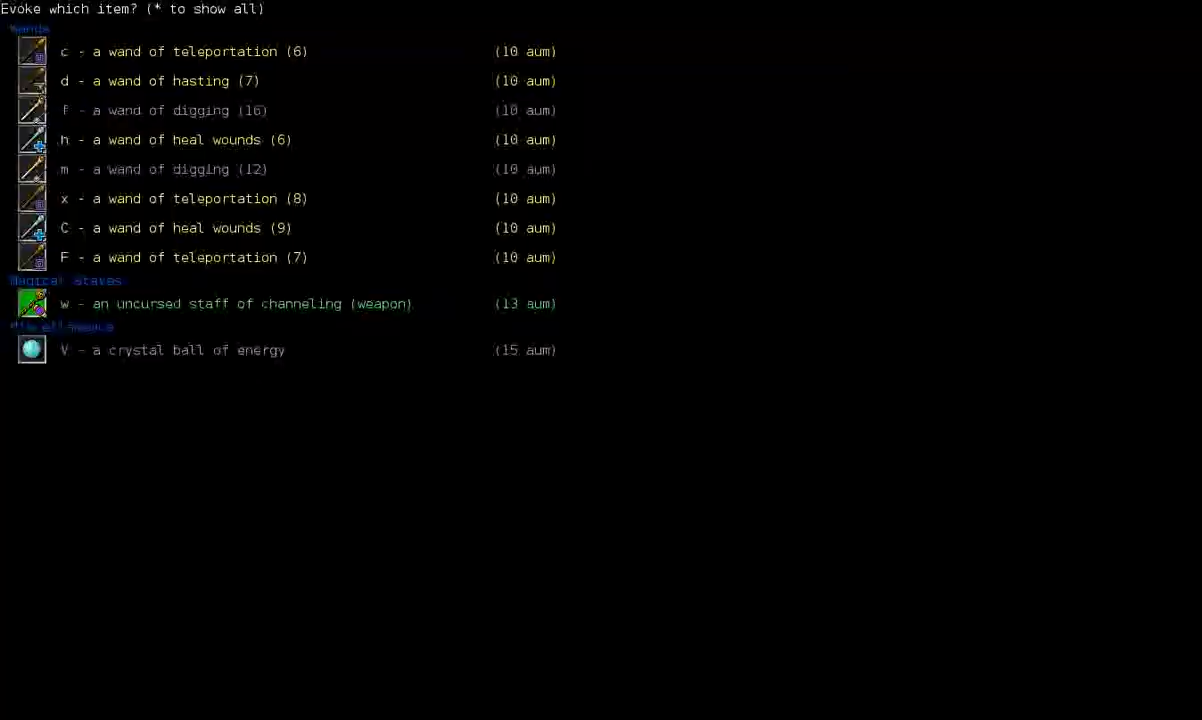 Evoke which item? (* to show all)
Wands
c - a wand of teleportation (6) (10 aum)
d - a wand of hasting (7) (10 aum)
f - a wand of digging (16) (10 aum)
h - a wand of heal wounds (6) (10 aum)
m - a wand of digging (12) (10 aum)
x - a wand of teleportation (8) (10 aum)
C - a wand of heal wounds (9) (10 aum)
F - a wand of teleportation (7) (10 aum)
Magical Staves
w - an uncursed staff of channeling (weapon) (13 aum)
Miscellaneous
V - a crystal ball of energy (15 aum)